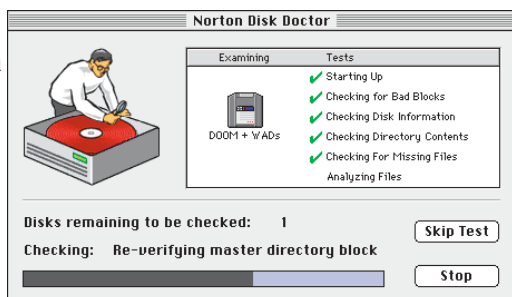 Norton Disk Doctor
Examining Tests
Starting Up
Checking for Bad Blocks
Checking Disk Information
DOOM + WADs
Checking Directory Contents
Checking For Missing Files
Analyzing Files
Disks remaining to be checked: 1
Skip Test
Checking: Re-verifying master directory block
Stop